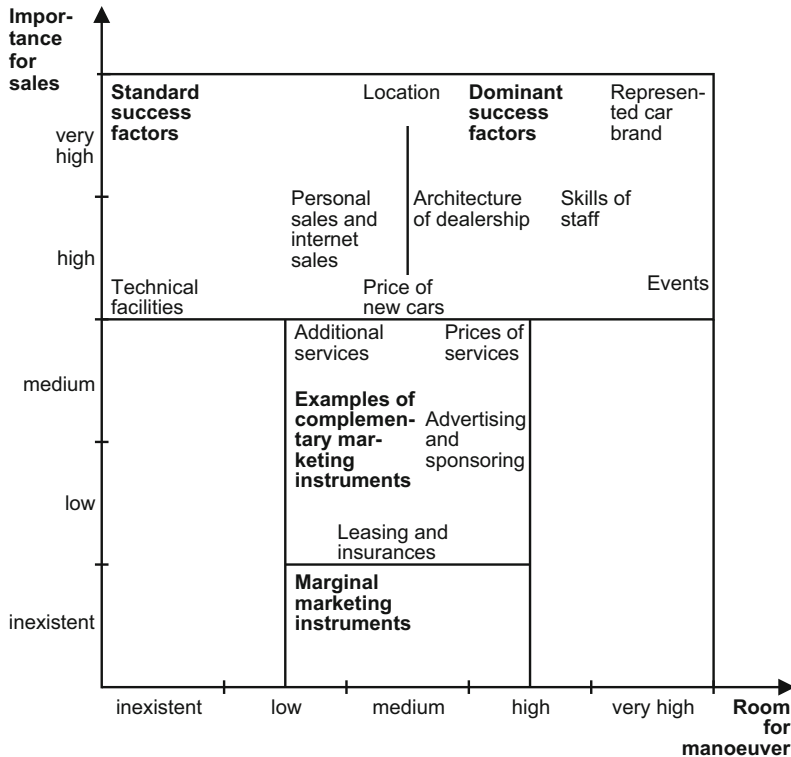 Impor-
tance
for
sales
Standard
success
factors
Location
Dominant
success
factors
Represen-
ted car
brand
very
high
Personal
sales and
internet
sales
Architecture
of dealership
Skills of
staff
high
Technical
facilities
Price of
new cars
Events
Additional
services
Prices of
services
medium
Examples of
complemen-
tary mar-
keting
instruments
Advertising
and
sponsoring
low
Leasing and
insurances
Marginal
marketing
instruments
inexistent
inexistent
low
medium
high
very high
Room
for
manoeuver